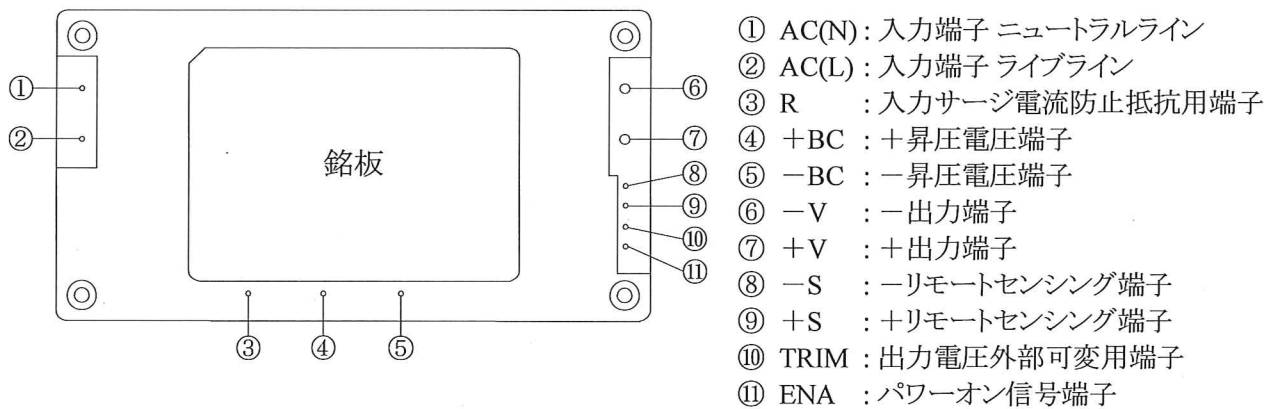 ①
②
銘板
③
④
⑤
⑥
⑦
⑧
⑨
⑩
⑪
① AC(N) : 入力端子 ニュートラルライン
② AC(L) : 入力端子 ライブライン
③ R : 入力サージ電流防止抵抗用端子
④ +BC : +昇圧電圧端子
⑤ −BC : −昇圧電圧端子
⑥ −V : −出力端子
⑦ +V : +出力端子
⑧ −S : −リモートセンシング端子
⑨ +S : +リモートセンシング端子
⑩ TRIM : 出力電圧外部可変用端子
⑪ ENA : パワーオン信号端子